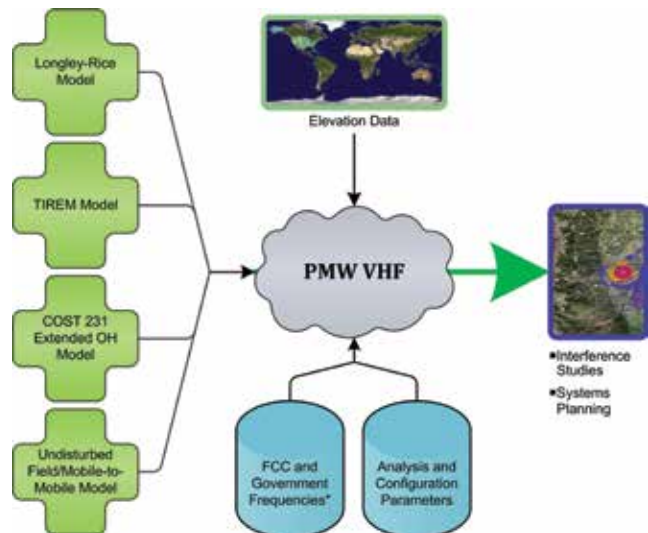 Longley-Rice
Model
TIREM Model
COST 231
Extended OH
Model
Undisturbed
Field/Mobile-to-
Mobile Model
Elevation Data
PMW VHF
FCC and
Government
Frequencies*
Analysis and
Configuration
Parameters
▪Interference
Studies
▪Systems
Planning